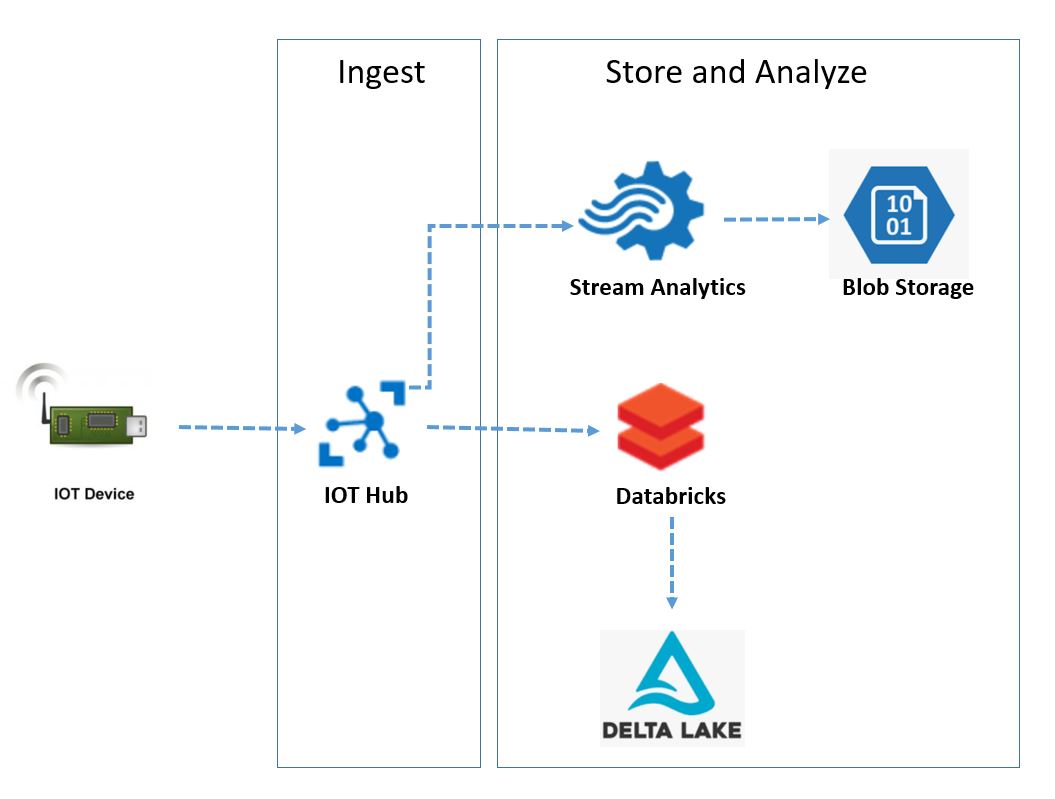 Ingest
Store and Analyze
10
01
Stream Analytics
Blob Storage
IOT Device
IOT Hub
Databricks
DELTA LAKE